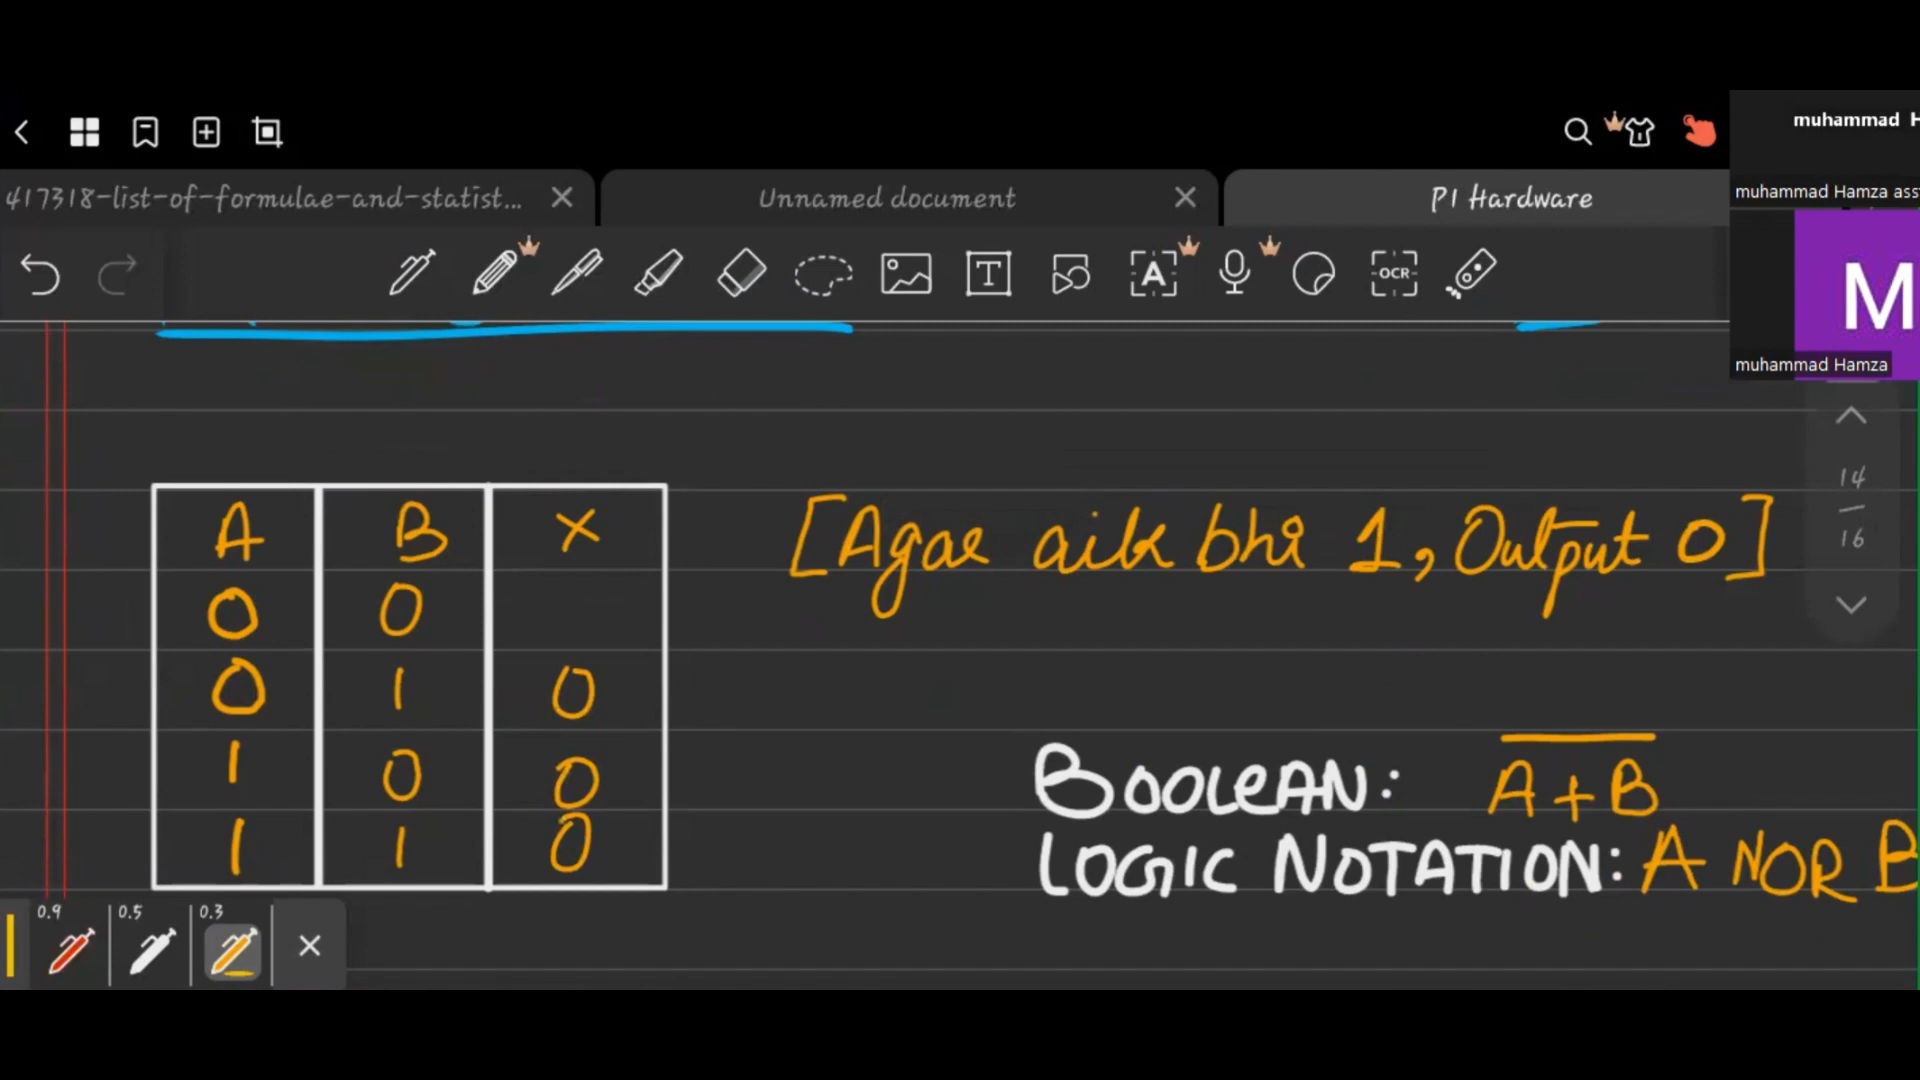 muhammad H
muhammad Hamza ass
417318-list-of-formulae-and-statist...
Unnamed document
P1 Hardware
T
A
OCR
M
muhammad Hamza
14
16
A B X
0 0
0 1 0
1 0 0
1 1 0
[Agar aik bhi 1, Output 0]
BOOLEAN: A+B
LOGIC NOTATION: A NOR B
0.9 0.5 0.3